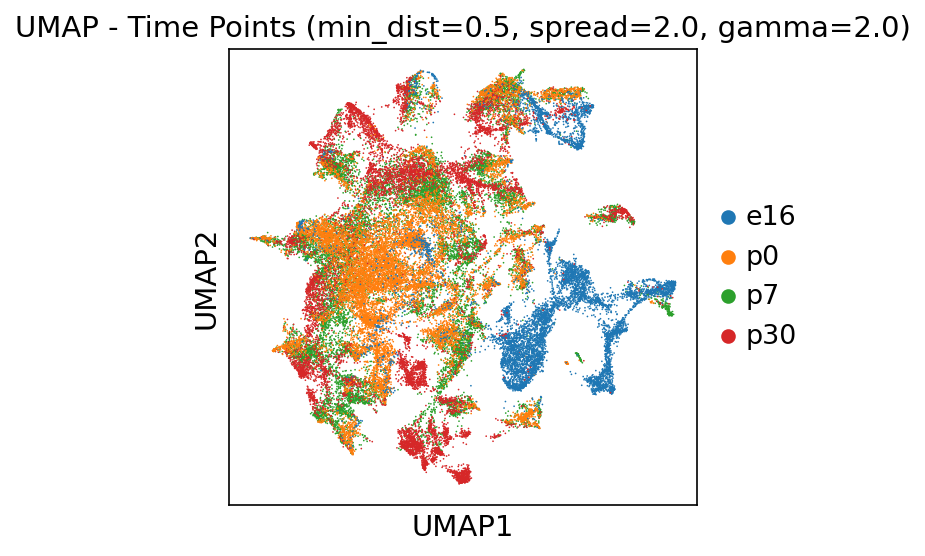 UMAP - Time Points (min_dist=0.5, spread=2.0, gamma=2.0)
UMAP2
e16
p0
p7
p30
UMAP1